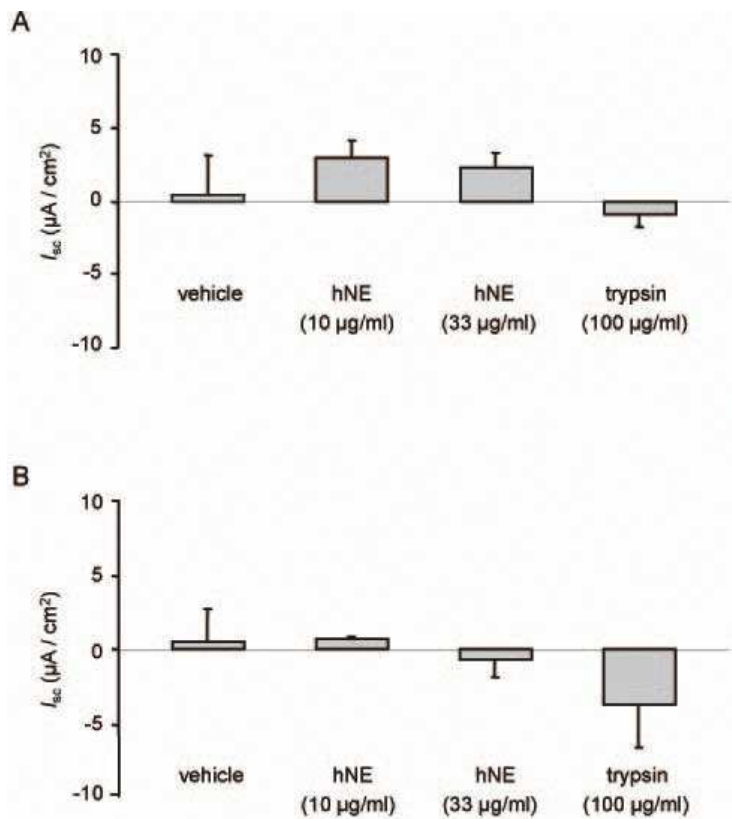 A
10
5
0
-5
-10
Isc (µA / cm²)
vehicle
hNE
(10 µg/ml)
hNE
(33 µg/ml)
trypsin
(100 µg/ml)
B
10
5
0
-5
-10
Isc (µA / cm²)
vehicle
hNE
(10 µg/ml)
hNE
(33 µg/ml)
trypsin
(100 µg/ml)